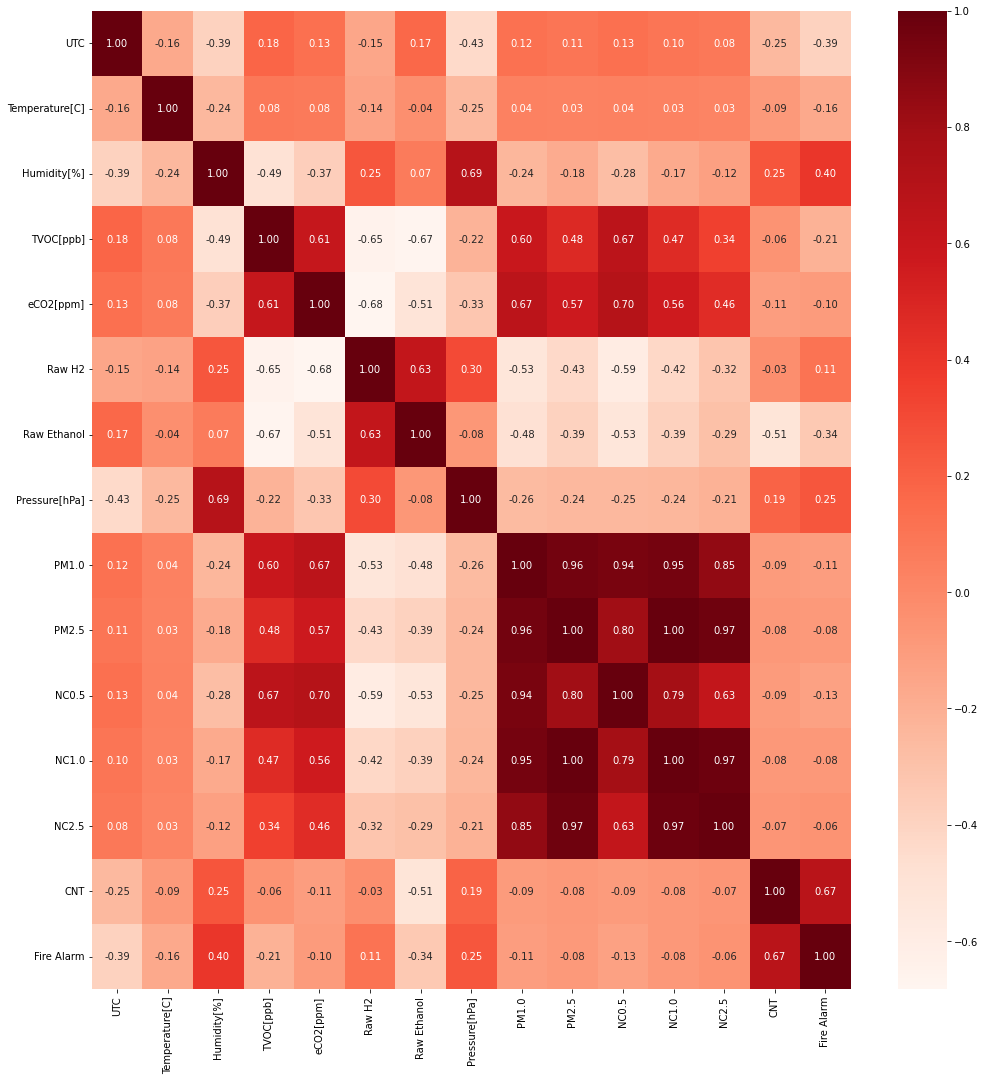 UTC 1.00 -0.16 -0.39 0.18 0.13 -0.15 0.17 -0.43 0.12 0.11 0.13 0.10 0.08 -0.25 -0.39
Temperature[C] -0.16 1.00 -0.24 0.08 0.08 -0.14 -0.04 -0.25 0.04 0.03 0.04 0.03 0.03 -0.09 -0.16
Humidity[%] -0.39 -0.24 1.00 -0.49 -0.37 0.25 0.07 0.69 -0.24 -0.18 -0.28 -0.17 -0.12 0.25 0.40
TVOC[ppb] 0.18 0.08 -0.49 1.00 0.61 -0.65 -0.67 -0.22 0.60 0.48 0.67 0.47 0.34 -0.06 -0.21
eCO2[ppm] 0.13 0.08 -0.37 0.61 1.00 -0.68 -0.51 -0.33 0.67 0.57 0.70 0.56 0.46 -0.11 -0.10
Raw H2 -0.15 -0.14 0.25 -0.65 -0.68 1.00 0.63 0.30 -0.53 -0.43 -0.59 -0.42 -0.32 -0.03 0.11
Raw Ethanol 0.17 -0.04 0.07 -0.67 -0.51 0.63 1.00 -0.08 -0.48 -0.39 -0.53 -0.39 -0.29 -0.51 -0.34
Pressure[hPa] -0.43 -0.25 0.69 -0.22 -0.33 0.30 -0.08 1.00 -0.26 -0.24 -0.25 -0.24 -0.21 0.19 0.25
PM1.0 0.12 0.04 -0.24 0.60 0.67 -0.53 -0.48 -0.26 1.00 0.96 0.94 0.95 0.85 -0.09 -0.11
PM2.5 0.11 0.03 -0.18 0.48 0.57 -0.43 -0.39 -0.24 0.96 1.00 0.80 1.00 0.97 -0.08 -0.08
NC0.5 0.13 0.04 -0.28 0.67 0.70 -0.59 -0.53 -0.25 0.94 0.80 1.00 0.79 0.63 -0.09 -0.13
NC1.0 0.10 0.03 -0.17 0.47 0.56 -0.42 -0.39 -0.24 0.95 1.00 0.79 1.00 0.97 -0.08 -0.08
NC2.5 0.08 0.03 -0.12 0.34 0.46 -0.32 -0.29 -0.21 0.85 0.97 0.63 0.97 1.00 -0.07 -0.06
CNT -0.25 -0.09 0.25 -0.06 -0.11 -0.03 -0.51 0.19 -0.09 -0.08 -0.09 -0.08 -0.07 1.00 0.67
Fire Alarm -0.39 -0.16 0.40 -0.21 -0.10 0.11 -0.34 0.25 -0.11 -0.08 -0.13 -0.08 -0.06 0.67 1.00
UTC
Temperature[C]
Humidity[%]
TVOC[ppb]
eCO2[ppm]
Raw H2
Raw Ethanol
Pressure[hPa]
PM1.0
PM2.5
NC0.5
NC1.0
NC2.5
CNT
Fire Alarm
1.0
0.8
0.6
0.4
0.2
0.0
−0.2
−0.4
−0.6